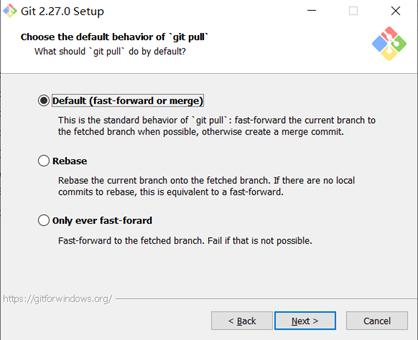 Git 2.27.0 Setup
Choose the default behavior of `git pull`
What should `git pull` do by default?
Default (fast-forward or merge)
This is the standard behavior of `git pull`: fast-forward the current branch to
the fetched branch when possible, otherwise create a merge commit.
Rebase
Rebase the current branch onto the fetched branch. If there are no local
commits to rebase, this is equivalent to a fast-forward.
Only ever fast-forard
Fast-forward to the fetched branch. Fail if that is not possible.
https://gitforwindows.org/
< Back Next > Cancel